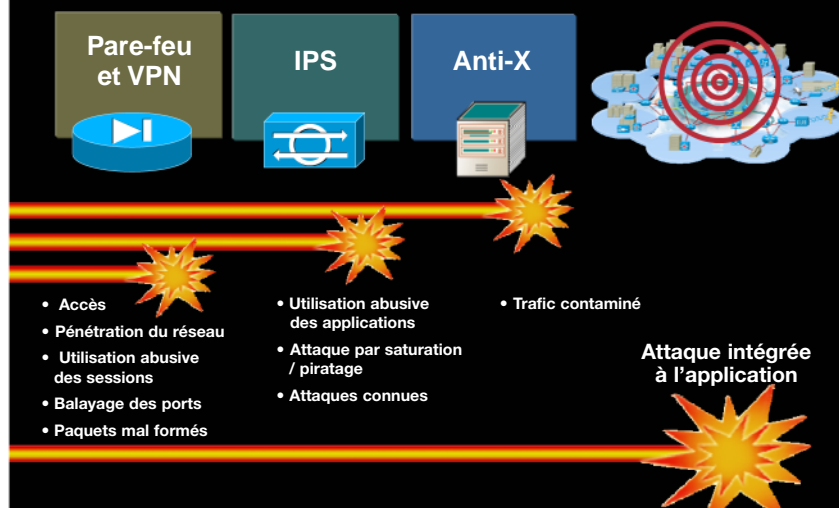 Pare-feu
et VPN
IPS
Anti-X
• Accès
• Pénétration du réseau
• Utilisation abusive
des sessions
• Balayage des ports
• Paquets mal formés
• Utilisation abusive
des applications
• Attaque par saturation
/ piratage
• Attaques connues
• Trafic contaminé
Attaque intégrée
à l’application